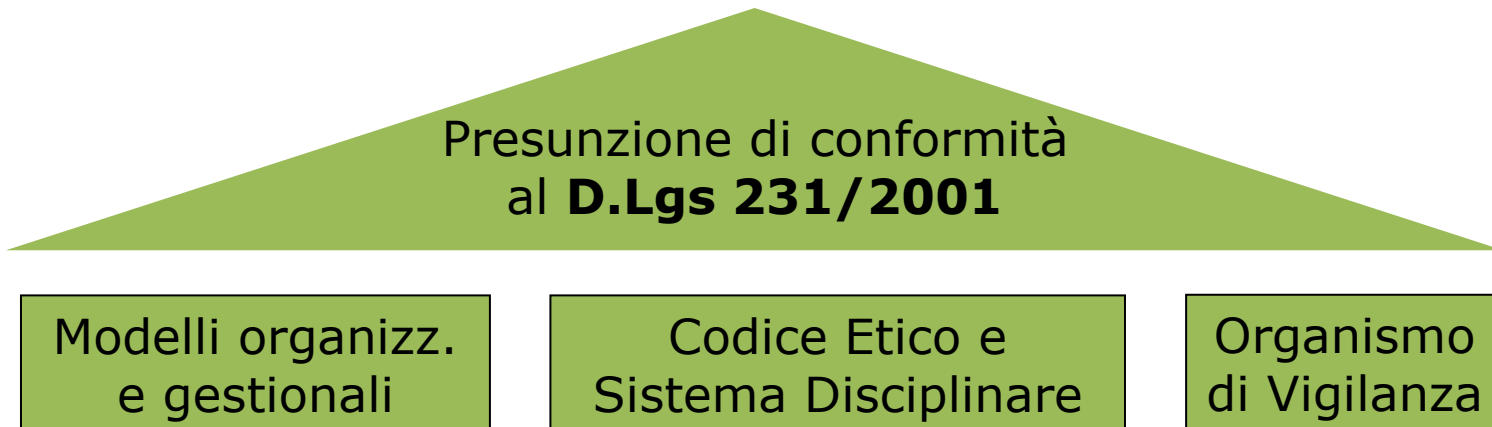 Presunzione di conformità
al D.Lgs 231/2001
Modelli organizz.
e gestionali
Codice Etico e
Sistema Disciplinare
Organismo
di Vigilanza